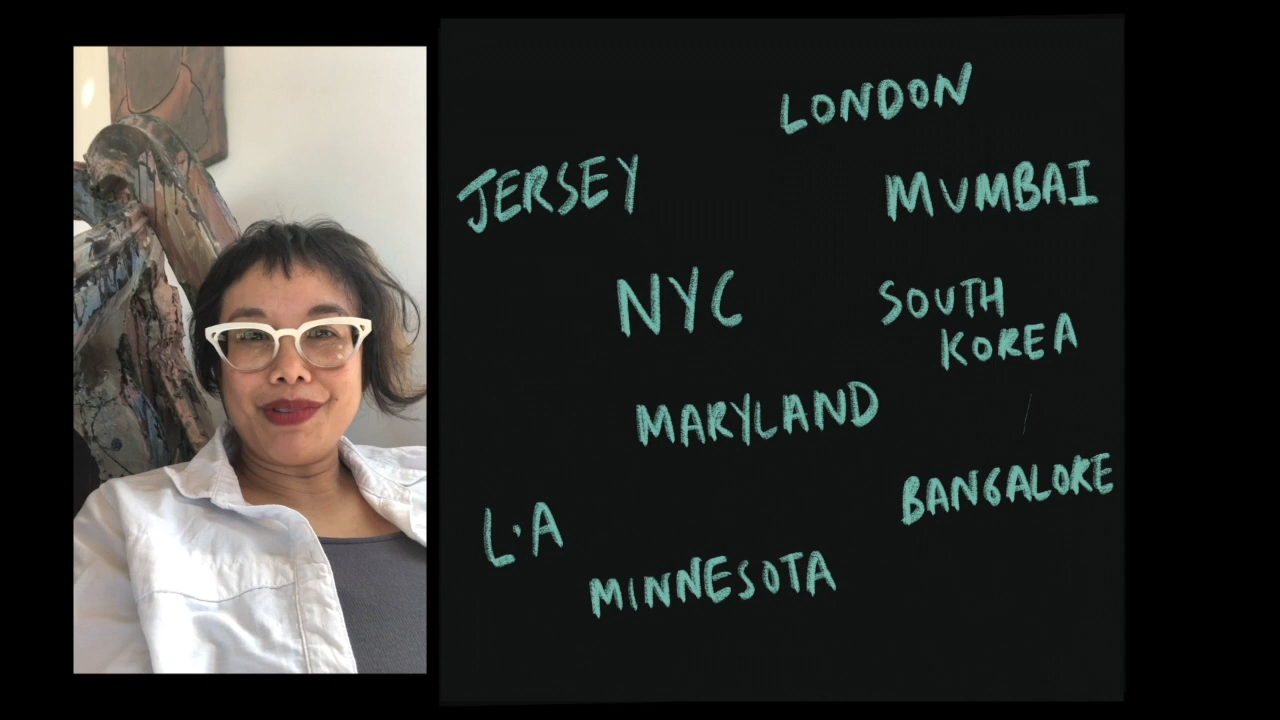 LONDON
JERSEY
MUMBAI
NYC
SOUTH
KOREA
MARYLAND
BANGALORE
L.A
MINNESOTA